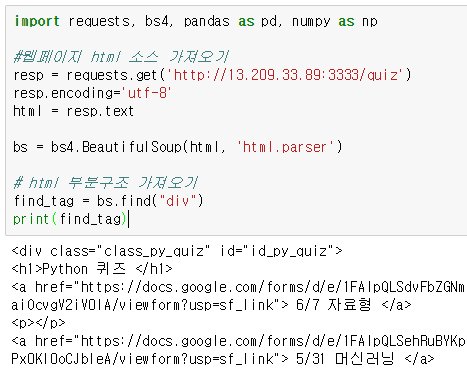 import requests, bs4, pandas as pd, numpy as np
#웹페이지 html 소스 가져오기
resp = requests.get('http://13.209.33.89:3333/quiz')
resp.encoding='utf-8'
html = resp.text
bs = bs4.BeautifulSoup(html, 'html.parser')
# html 부분구조 가져오기
find_tag = bs.find("div")
print(find_tag)
<div class="class_py_quiz" id="id_py_quiz">
<h1>Python 퀴즈 </h1>
<a href="https://docs.google.com/forms/d/e/1FAIpQLSdvFbZGNm
aiOcvgV2iVOIA/viewform?usp=sf_link"> 6/7 자료형 </a>
<p></p>
<a href="https://docs.google.com/forms/d/e/1FAIpQLSehRuBYKp
PxOKlOoCJbleA/viewform?usp=sf_link"> 5/31 머신러닝 </a>